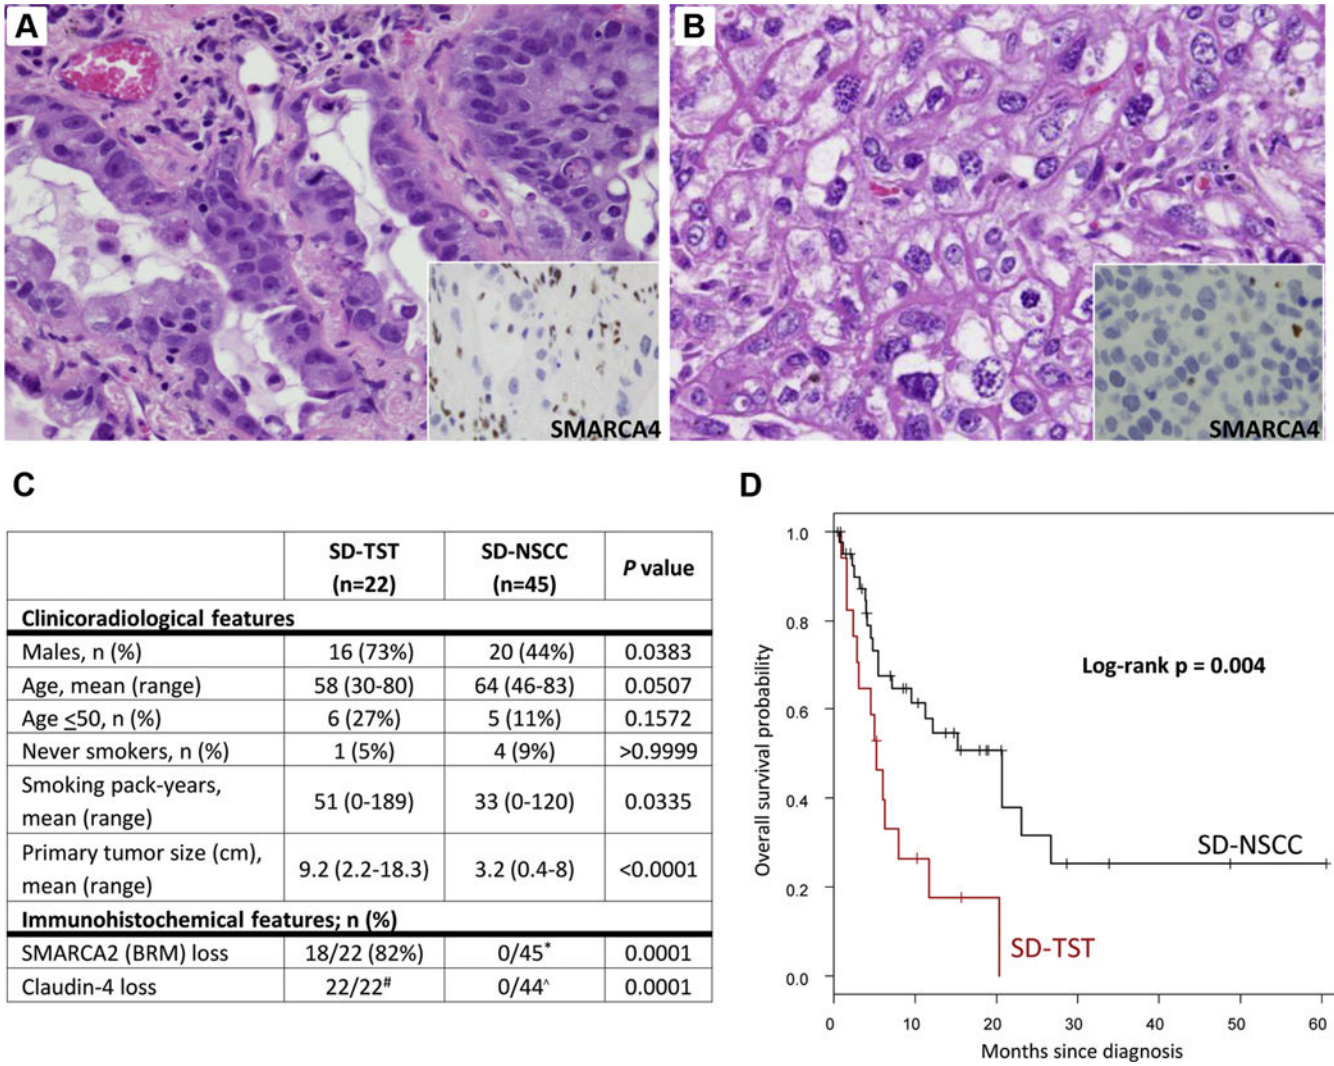 A
B
SMARCA4
SMARCA4
C
SD-TST
(n=22)
SD-NSCC
(n=45)
P value
Clinicoradiological features
Males, n (%) 16 (73%) 20 (44%) 0.0383
Age, mean (range) 58 (30-80) 64 (46-83) 0.0507
Age ≤50, n (%) 6 (27%) 5 (11%) 0.1572
Never smokers, n (%) 1 (5%) 4 (9%) >0.9999
Smoking pack-years,
mean (range) 51 (0-189) 33 (0-120) 0.0335
Primary tumor size (cm),
mean (range) 9.2 (2.2-18.3) 3.2 (0.4-8) <0.0001
Immunohistochemical features; n (%)
SMARCA2 (BRM) loss 18/22 (82%) 0/45* 0.0001
Claudin-4 loss 22/22# 0/44^ 0.0001
D
Overall survival probability
1.0
0.8
0.6
0.4
0.2
0.0
Log-rank p = 0.004
SD-NSCC
SD-TST
0 10 20 30 40 50 60
Months since diagnosis